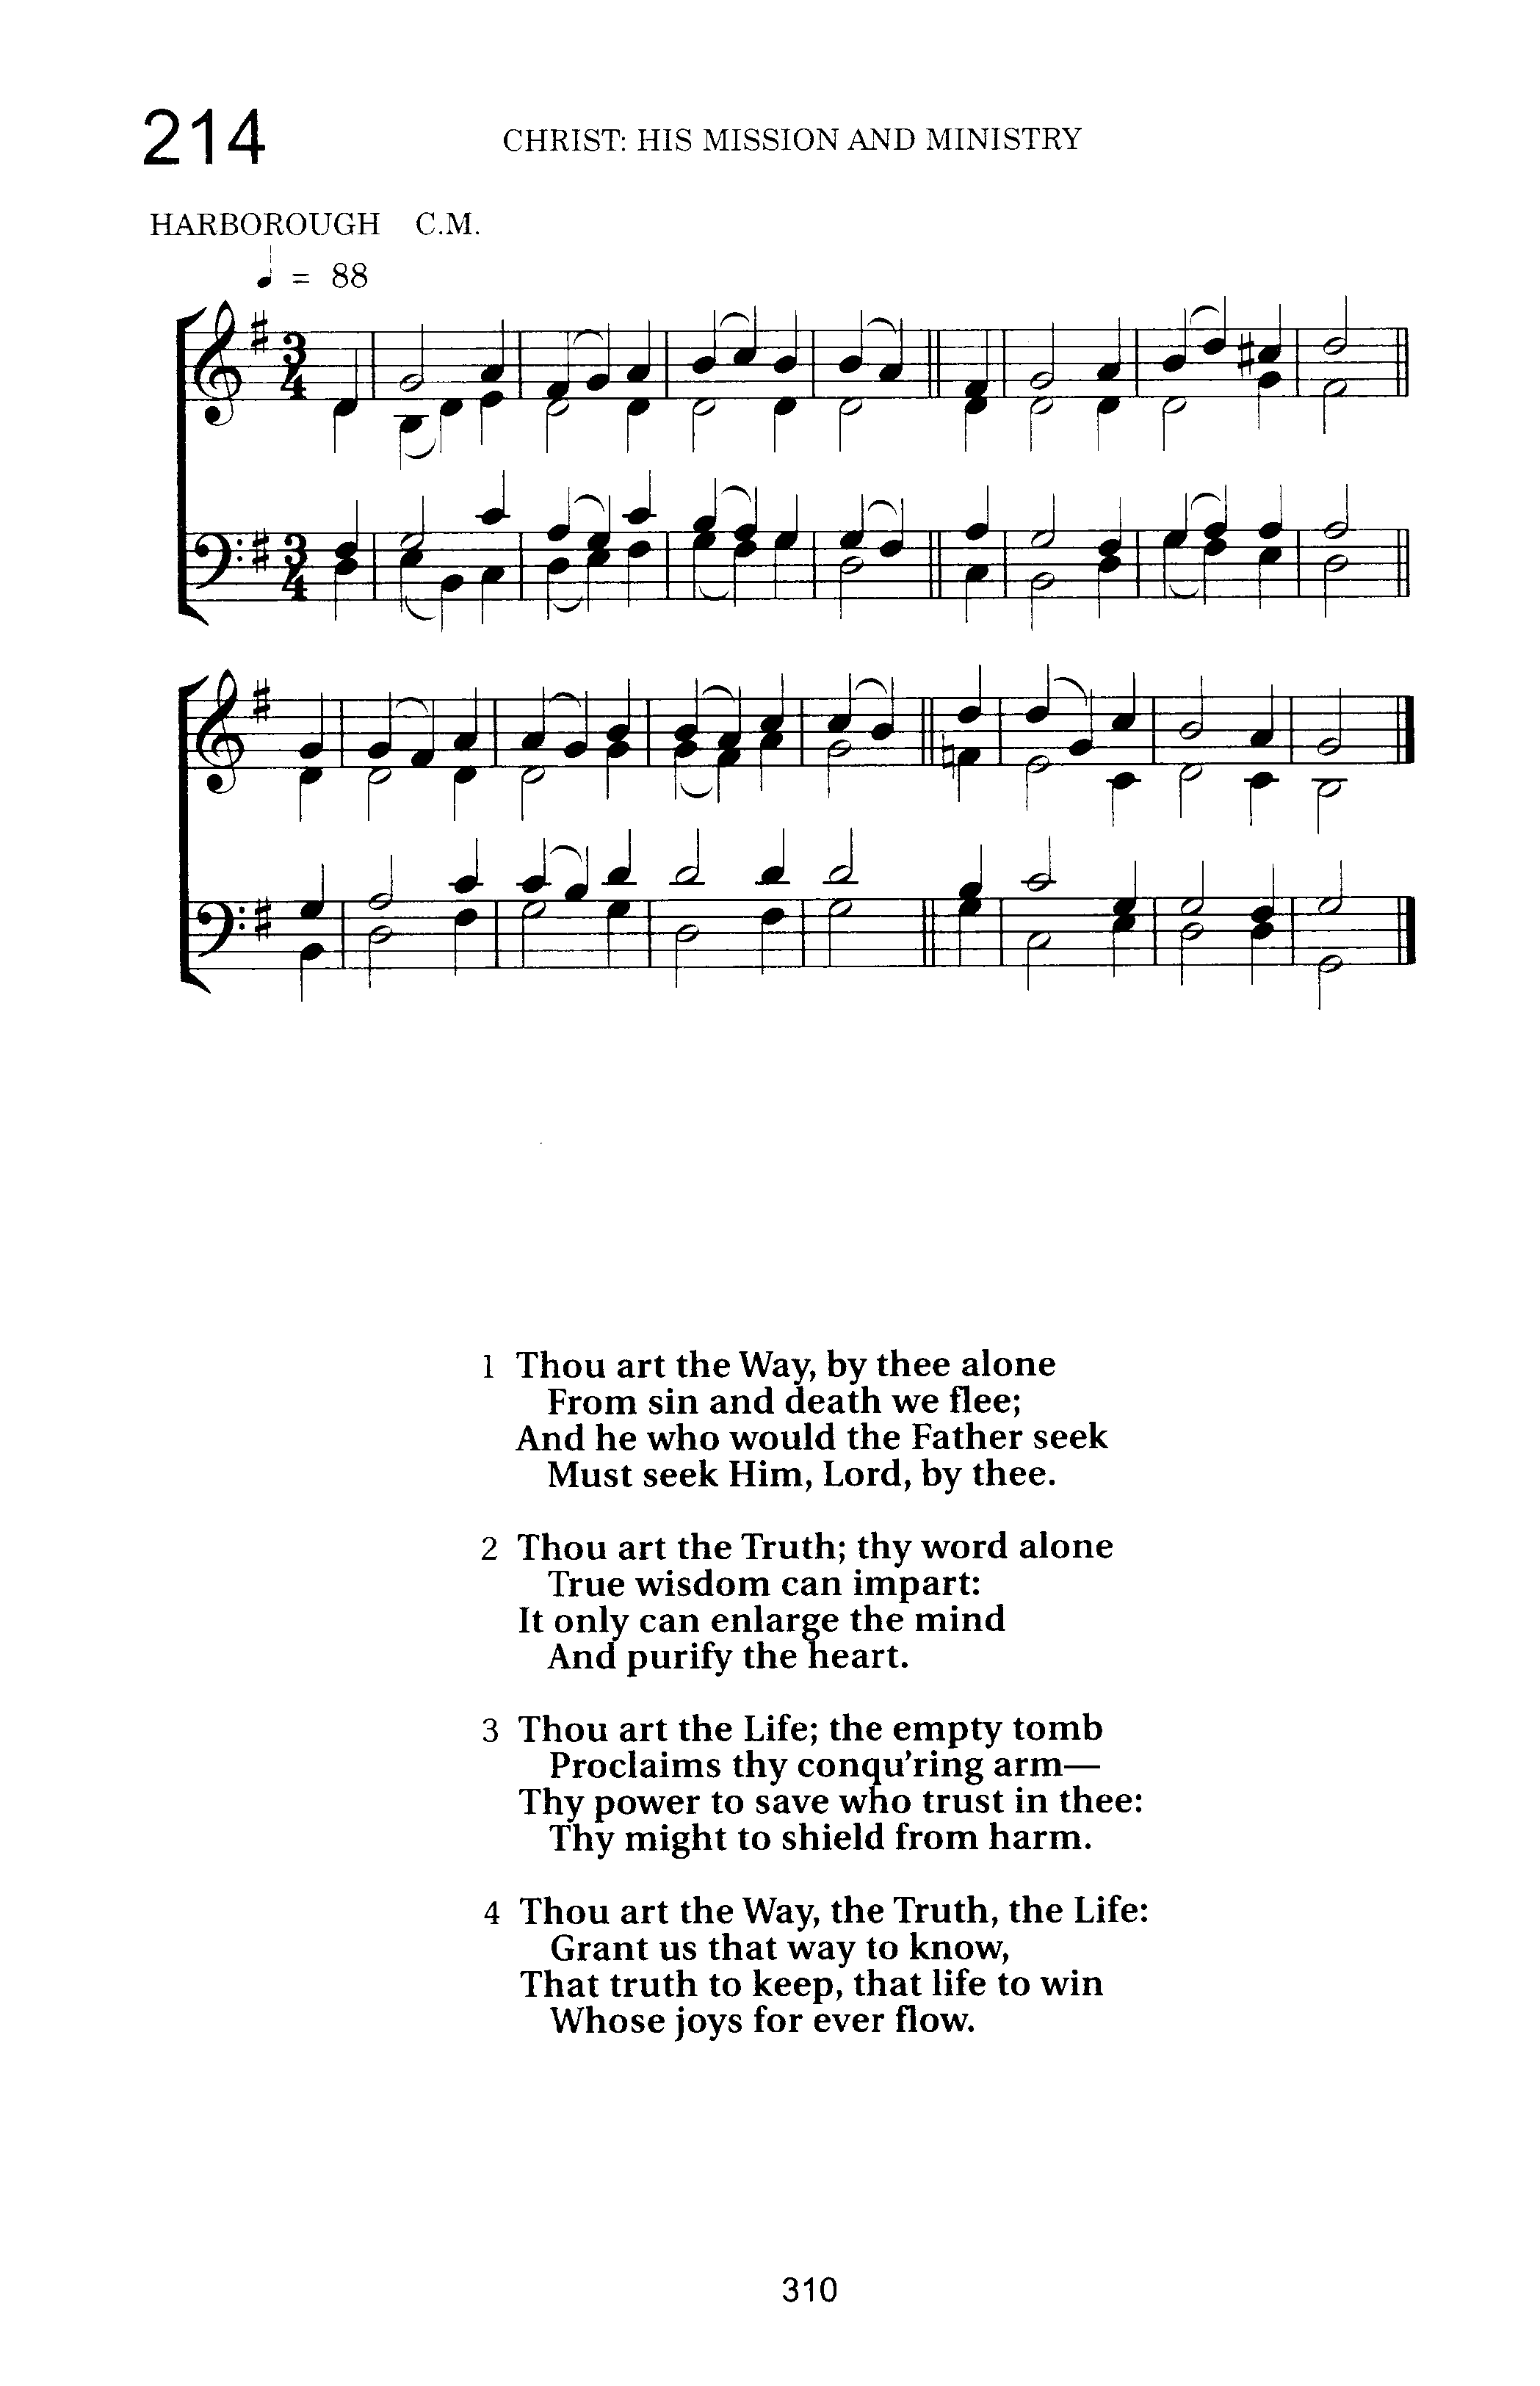 214
CHRIST: HIS MISSION AND MINISTRY
HARBOROUGH C.M.
♩ = 88
1 Thou art the Way, by thee alone
From sin and death we flee;
And he who would the Father seek
Must seek Him, Lord, by thee.
2 Thou art the Truth; thy word alone
True wisdom can impart:
It only can enlarge the mind
And purify the heart.
3 Thou art the Life; the empty tomb
Proclaims thy conqu'ring arm—
Thy power to save who trust in thee:
Thy might to shield from harm.
4 Thou art the Way, the Truth, the Life:
Grant us that way to know,
That truth to keep, that life to win
Whose joys for ever flow.
310